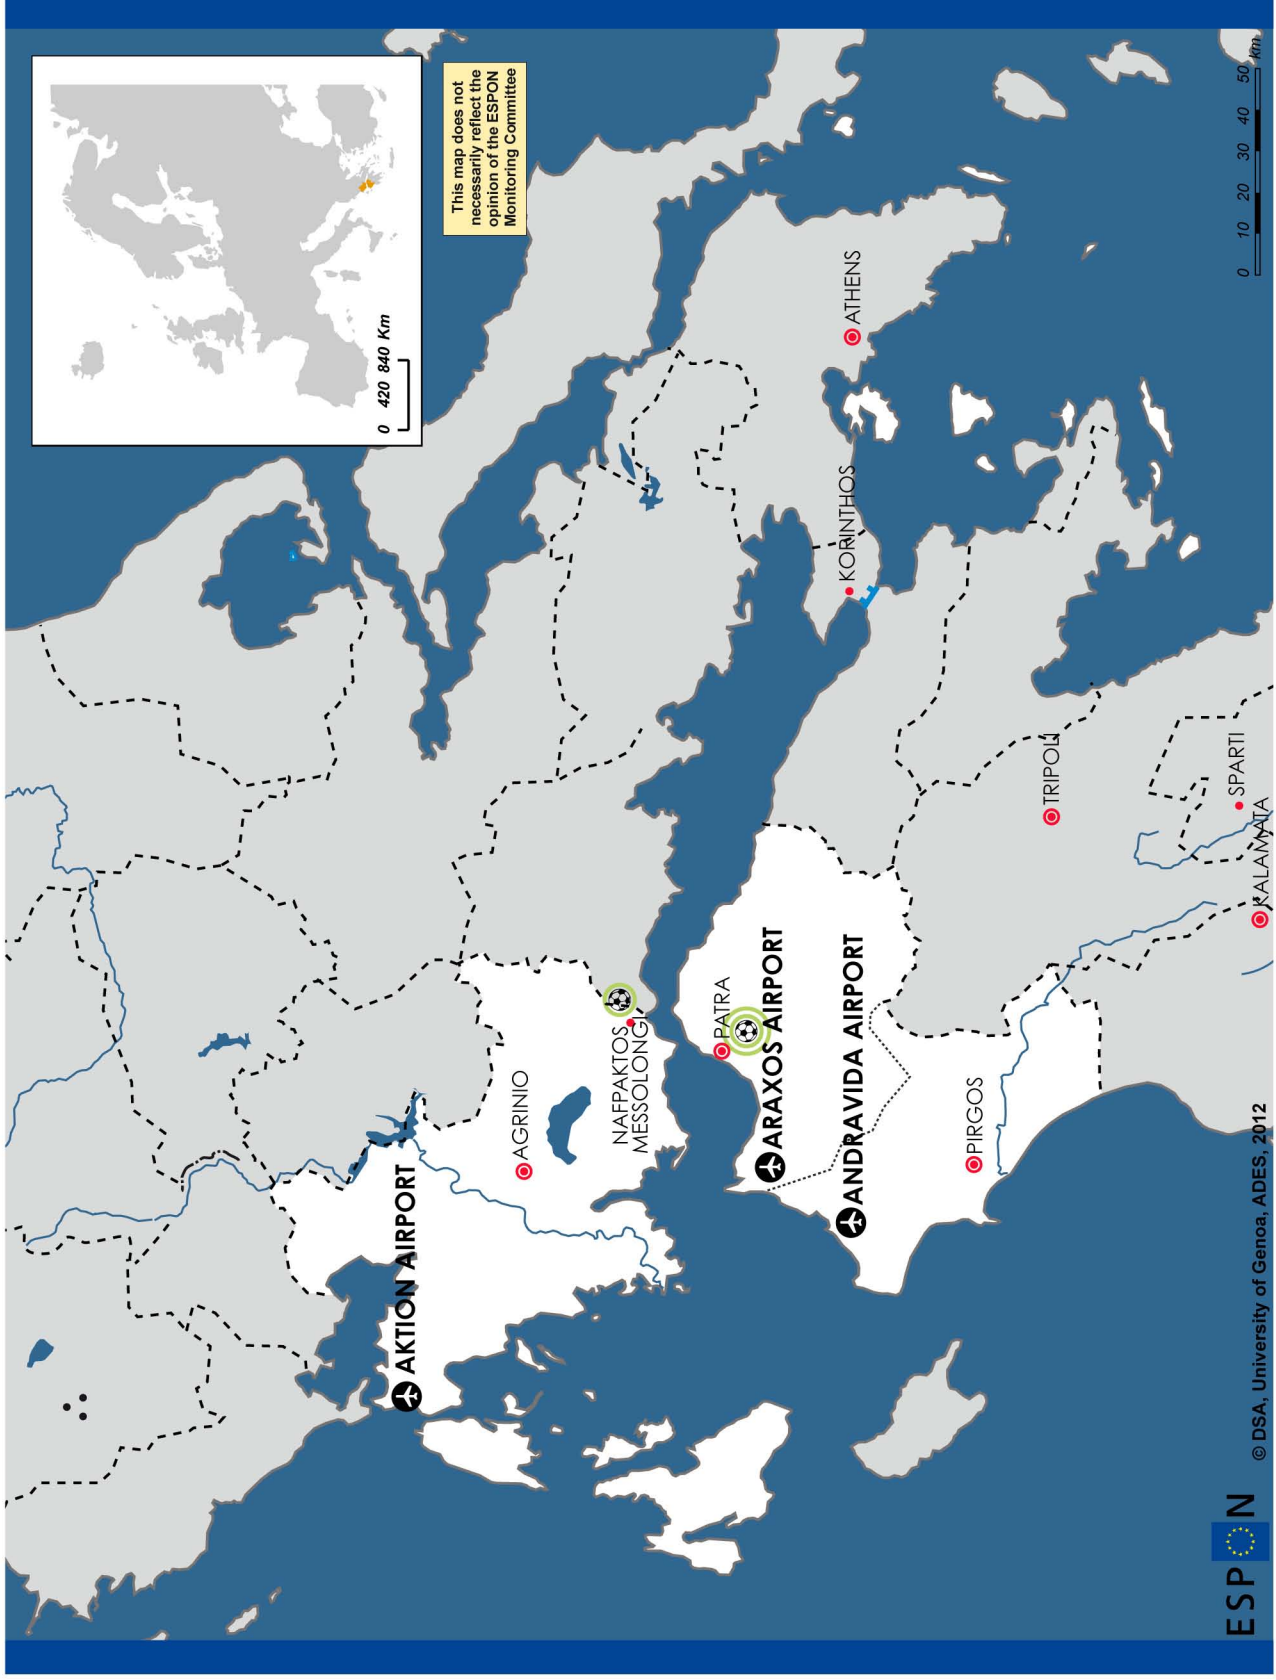 This map does not
necessarily reflect the
opinion of the ESPON
Monitoring Committee
0 420 840 Km
AKTION AIRPORT
AGRINIO
NAFPAKTOS
MESSOLONGI
PATRA
ARAXOS AIRPORT
ANDRAVIDA AIRPORT
PIRGOS
KORINTHOS
ATHENS
TRIPOLI
SPARTI
KALAMATA
0 10 20 30 40 50 km
ESP N
© DSA, University of Genoa, ADES, 2012